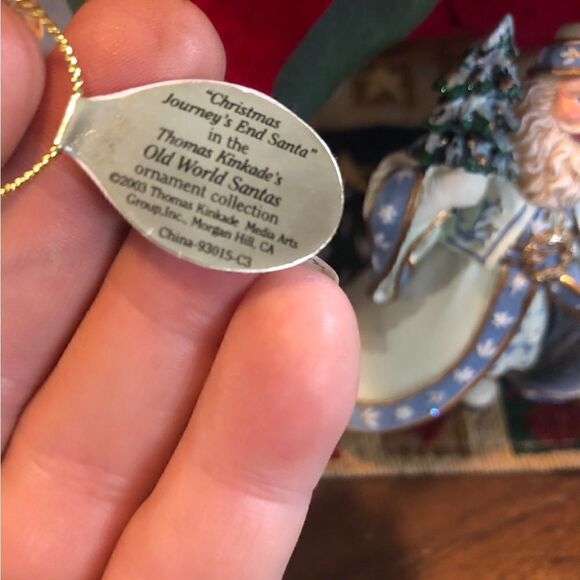 "Christmas
Journey's End Santa"
in the
Thomas Kinkade's
Old World Santas
ornament collection
©2003 Thomas Kinkade Media Arts
Group,Inc., Morgan Hill, CA
China-93015-C3